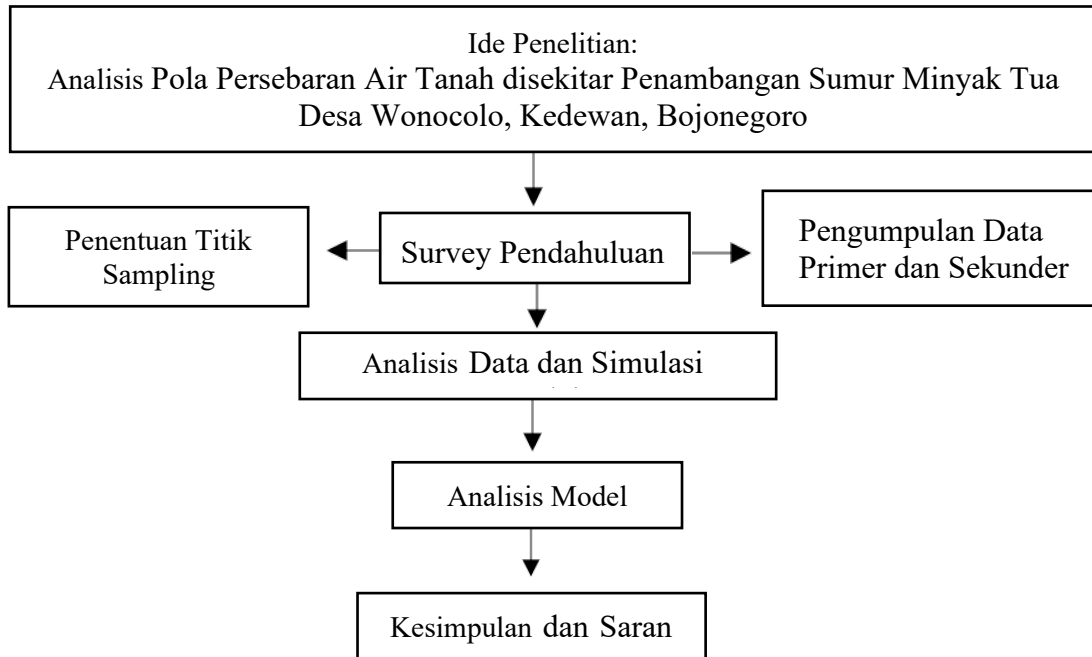 Ide Penelitian:
Analisis Pola Persebaran Air Tanah disekitar Penambangan Sumur Minyak Tua
Desa Wonocolo, Kedewan, Bojonegoro
Penentuan Titik
Sampling
Survey Pendahuluan
Pengumpulan Data
Primer dan Sekunder
Analisis Data dan Simulasi
Analisis Model
Kesimpulan dan Saran